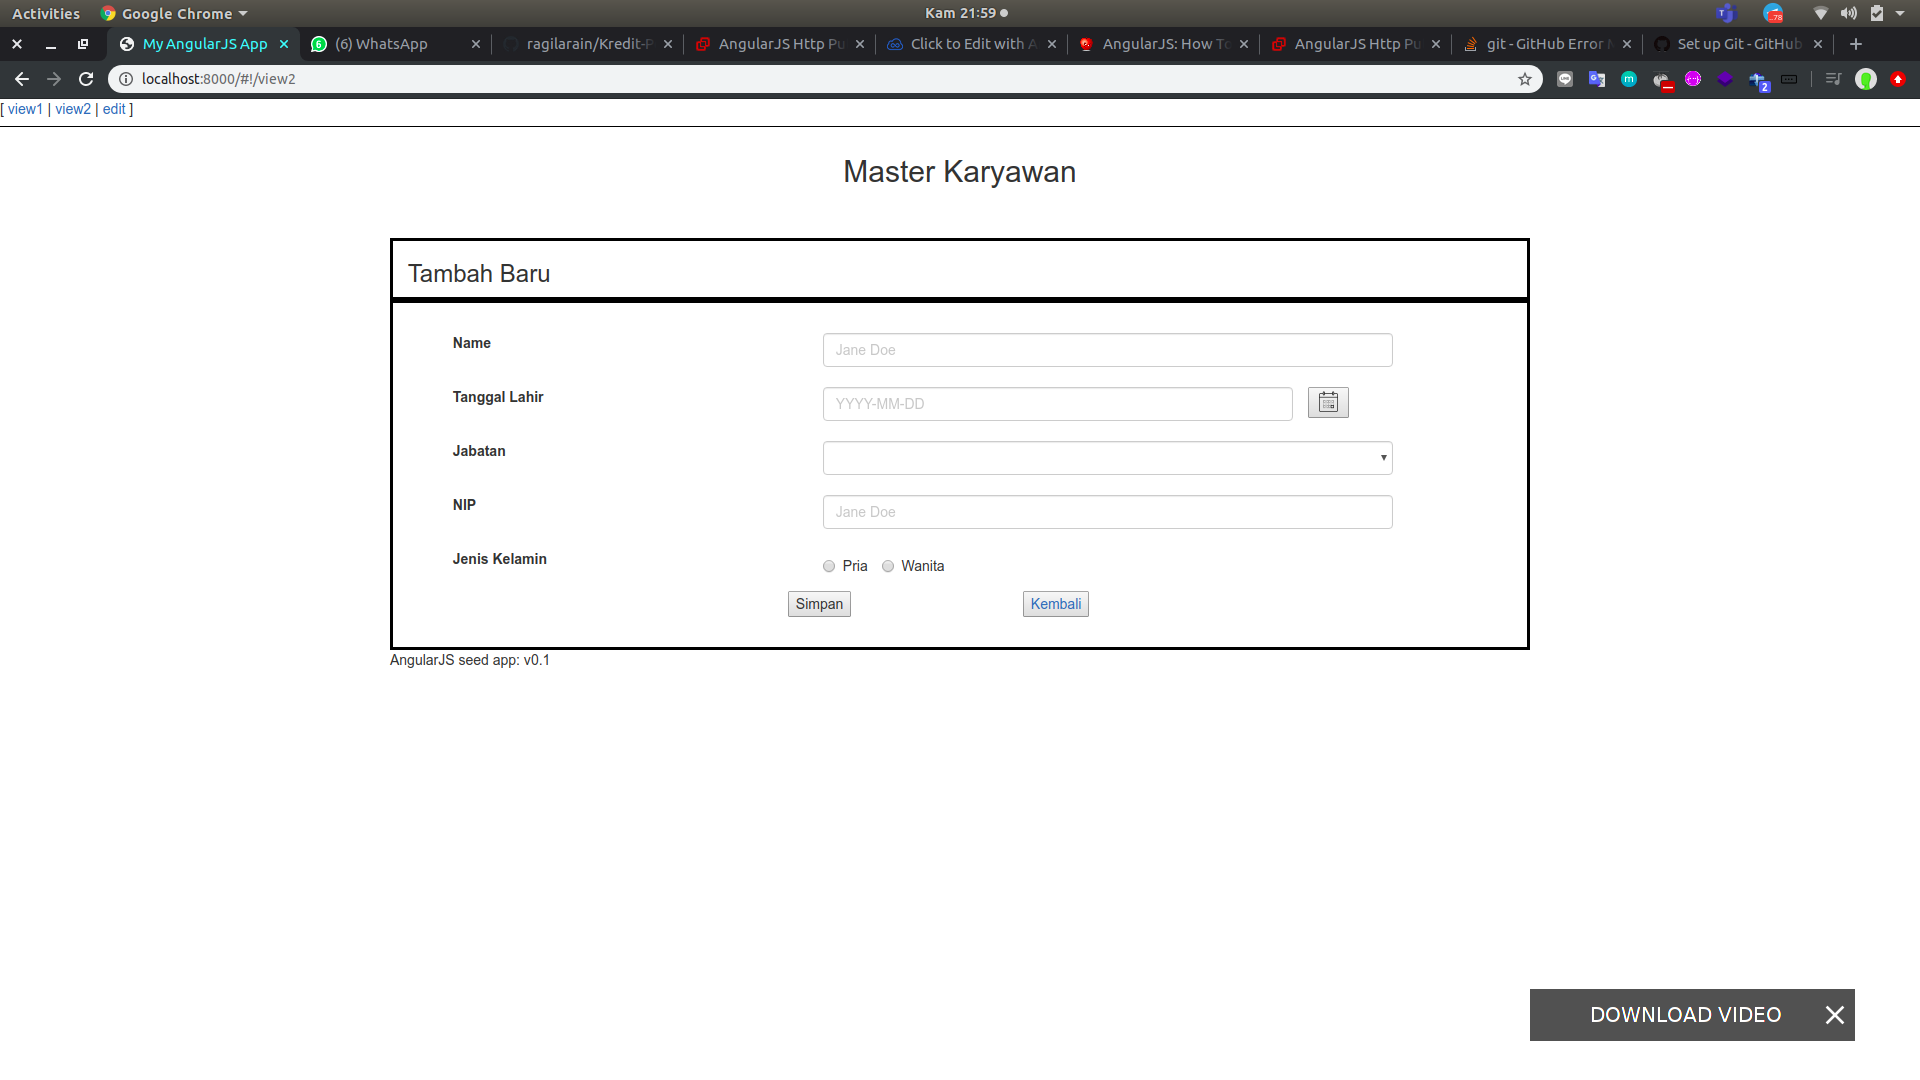 Activities Google Chrome Kam 21:59
My AngularJS App (6) WhatsApp ragilarain/Kredit-P AngularJS Http Pu Click to Edit with A AngularJS: How To AngularJS Http Pu git - GitHub Error Set up Git - GitHub
localhost:8000/#!/view2
[ view1 | view2 | edit ]
Master Karyawan
Tambah Baru
Name Jane Doe
Tanggal Lahir YYYY-MM-DD
Jabatan
NIP Jane Doe
Jenis Kelamin Pria Wanita
Simpan Kembali
AngularJS seed app: v0.1
DOWNLOAD VIDEO